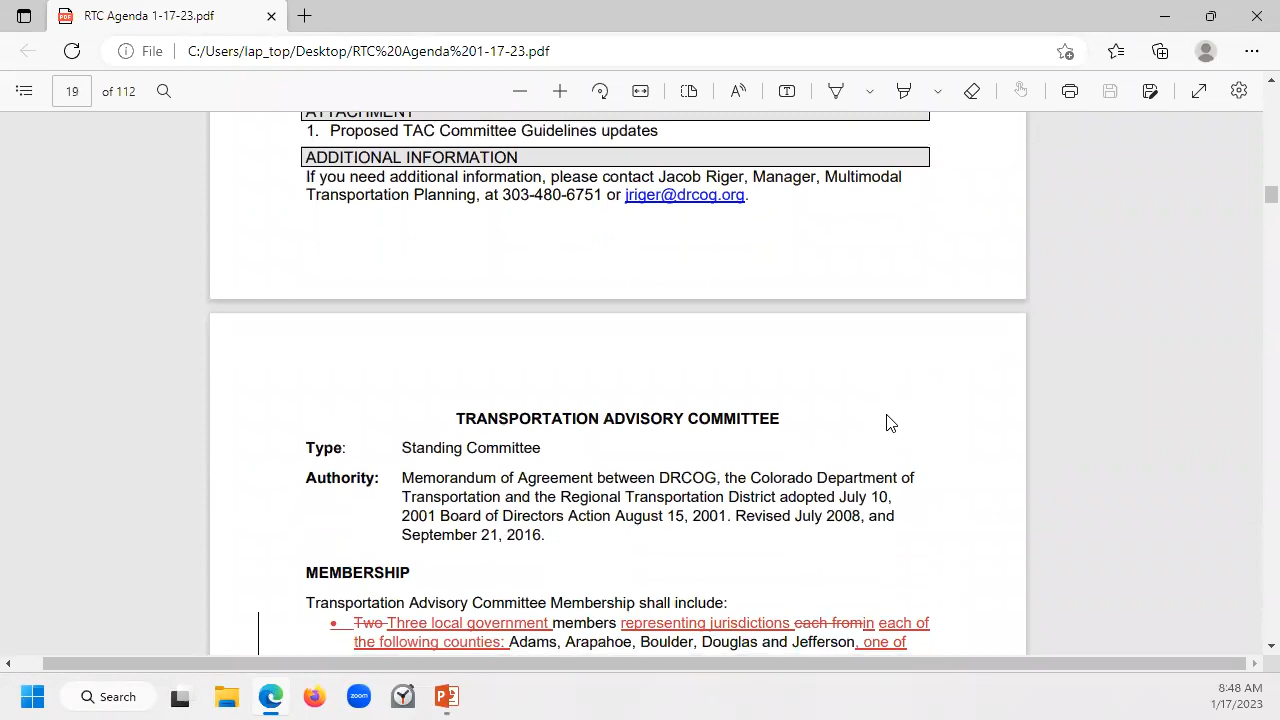 RTC Agenda 1-17-23.pdf
File
C:/Users/lap_top/Desktop/RTC%20Agenda%201-17-23.pdf
19 of 112
ATTACHMENT
1. Proposed TAC Committee Guidelines updates
ADDITIONAL INFORMATION
If you need additional information, please contact Jacob Riger, Manager, Multimodal
Transportation Planning, at 303-480-6751 or jriger@drcog.org.
TRANSPORTATION ADVISORY COMMITTEE
Type: Standing Committee
Authority: Memorandum of Agreement between DRCOG, the Colorado Department of
Transportation and the Regional Transportation District adopted July 10,
2001 Board of Directors Action August 15, 2001. Revised July 2008, and
September 21, 2016.
MEMBERSHIP
Transportation Advisory Committee Membership shall include:
• Two Three local government members representing jurisdictions each fromin each of
the following counties: Adams, Arapahoe, Boulder, Douglas and Jefferson, one of
Search
zoom
8:48 AM
1/17/2023